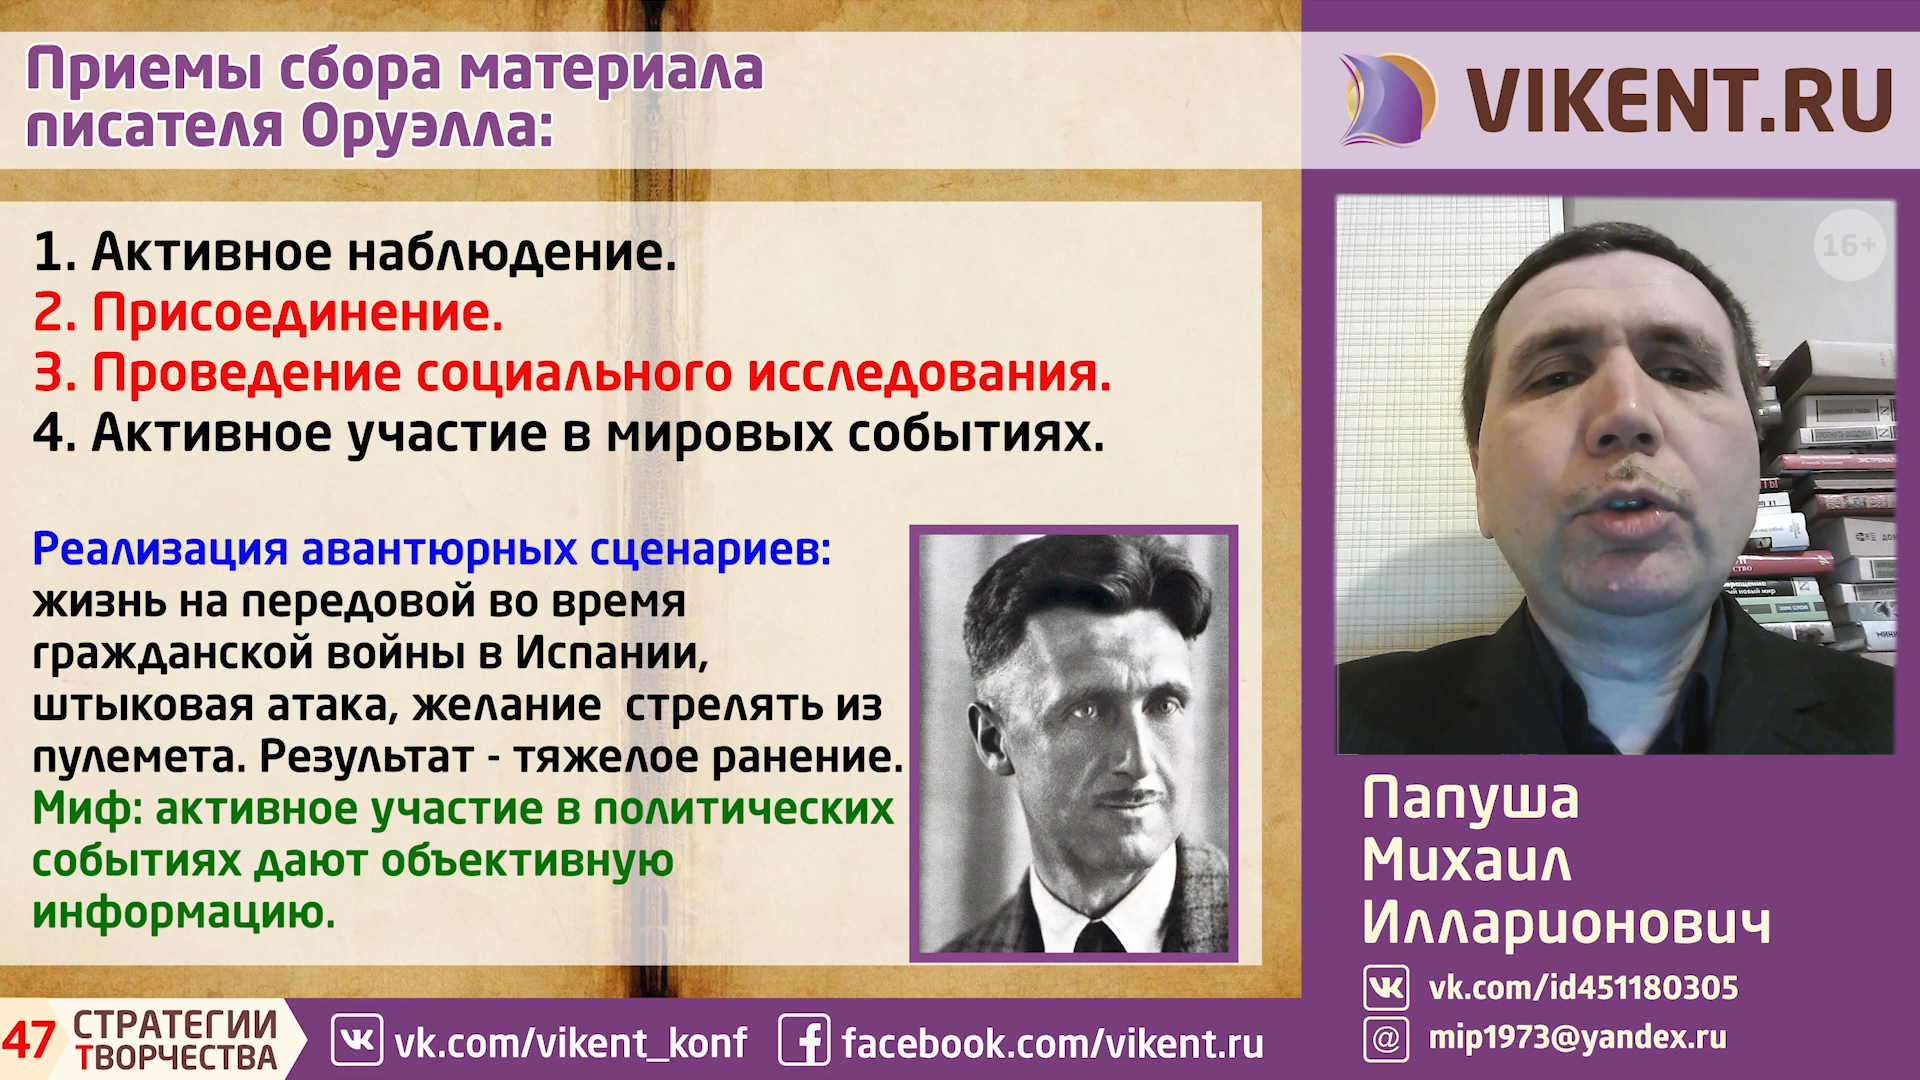 Приемы сбора материала
писателя Оруэлла:
VIKENT.RU
1. Активное наблюдение.
2. Присоединение.
3. Проведение социального исследования.
4. Активное участие в мировых событиях.
Реализация авантюрных сценариев:
жизнь на передовой во время
гражданской войны в Испании,
штыковая атака, желание стрелять из
пулемета. Результат - тяжелое ранение.
Миф: активное участие в политических
событиях дают объективную
информацию.
16+
Папуша
Михаил
Илларионович
vk.com/id451180305
mip1973@yandex.ru
47 СТРАТЕГИИ
ТВОРЧЕСТВА
vk.com/vikent_konf
facebook.com/vikent.ru